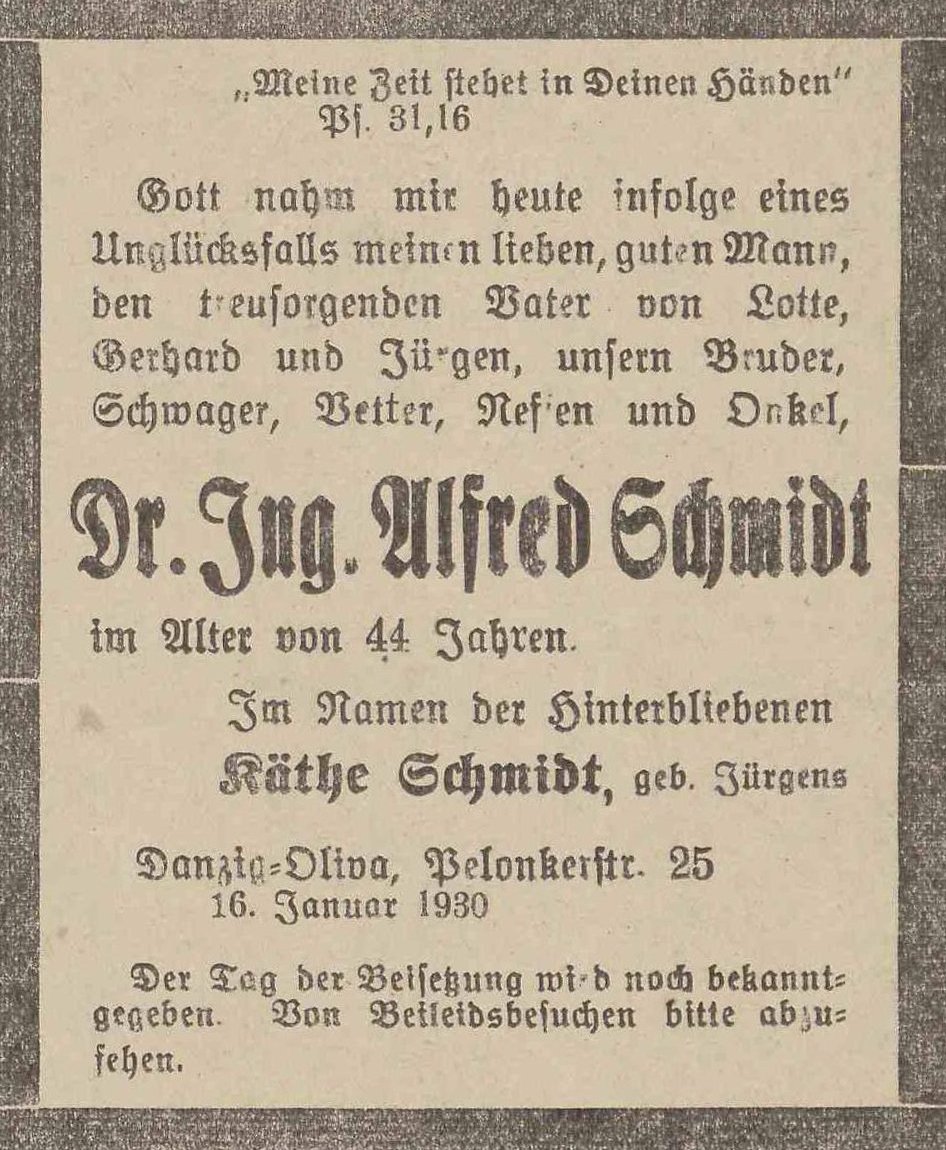 „Meine Zeit stehet in Deinen Händen“
Ps. 31,16
Gott nahm mir heute infolge eines
Unglücksfalls meinen lieben, guten Mann,
den treusorgenden Vater von Lotte,
Gerhard und Jürgen, unsern Bruder,
Schwager, Vetter, Neffen und Onkel,
Dr. Ing. Alfred Schmidt
im Alter von 44 Jahren.
Im Namen der Hinterbliebenen
Käthe Schmidt, geb. Jürgens
Danzig-Oliva, Pelonkerstr. 25
16. Januar 1930
Der Tag der Beisetzung wird noch bekannt-
gegeben. Von Beileidsbesuchen bitte abzu-
sehen.